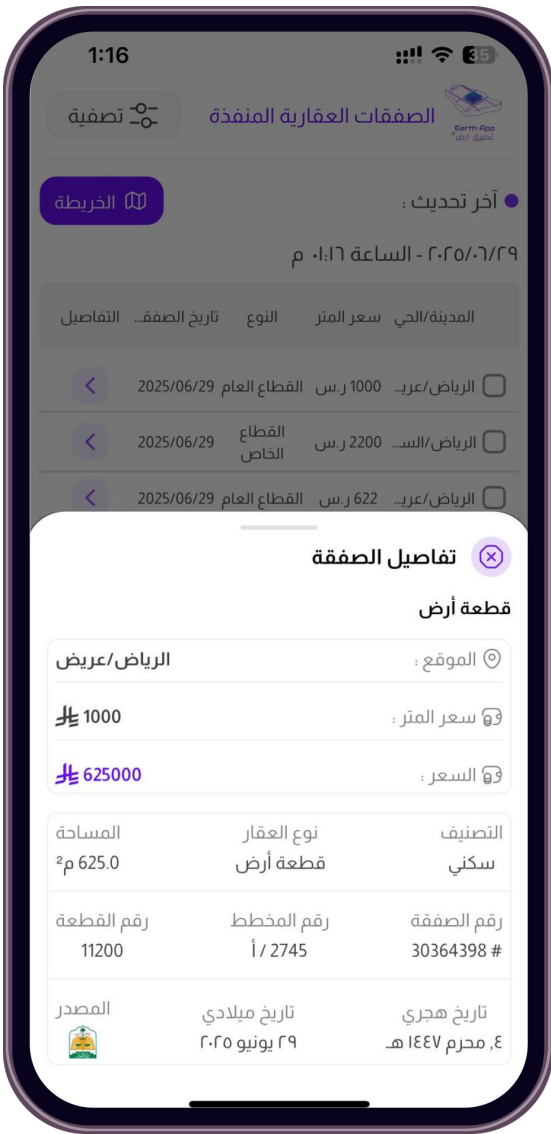 1:16
35
الصفقات العقارية المنفذة
تصفية
Earth App
تطبيق أرض
آخر تحديث :
الخريطة
٢٠٢٥/٠٦/٢٩ - الساعة ٠١:١٦ م
المدينة/الحي سعر المتر النوع تاريخ الصفقـ... التفاصيل
الرياض/عريـ... 1000 ر.س القطاع العام 2025/06/29
الرياض/السـ... 2200 ر.س القطاع الخاص 2025/06/29
الرياض/عريـ... 622 ر.س القطاع العام 2025/06/29
تفاصيل الصفقة
قطعة أرض
الموقع : الرياض/عريض
سعر المتر : 1000
السعر : 625000
التصنيف نوع العقار المساحة
سكني قطعة أرض 625.0 م²
رقم الصفقة رقم المخطط رقم القطعة
# 30364398 2745 / أ 11200
تاريخ هجري تاريخ ميلادي المصدر
٤, محرم ١٤٤٧ هـ ٢٩ يونيو ٢٠٢٥